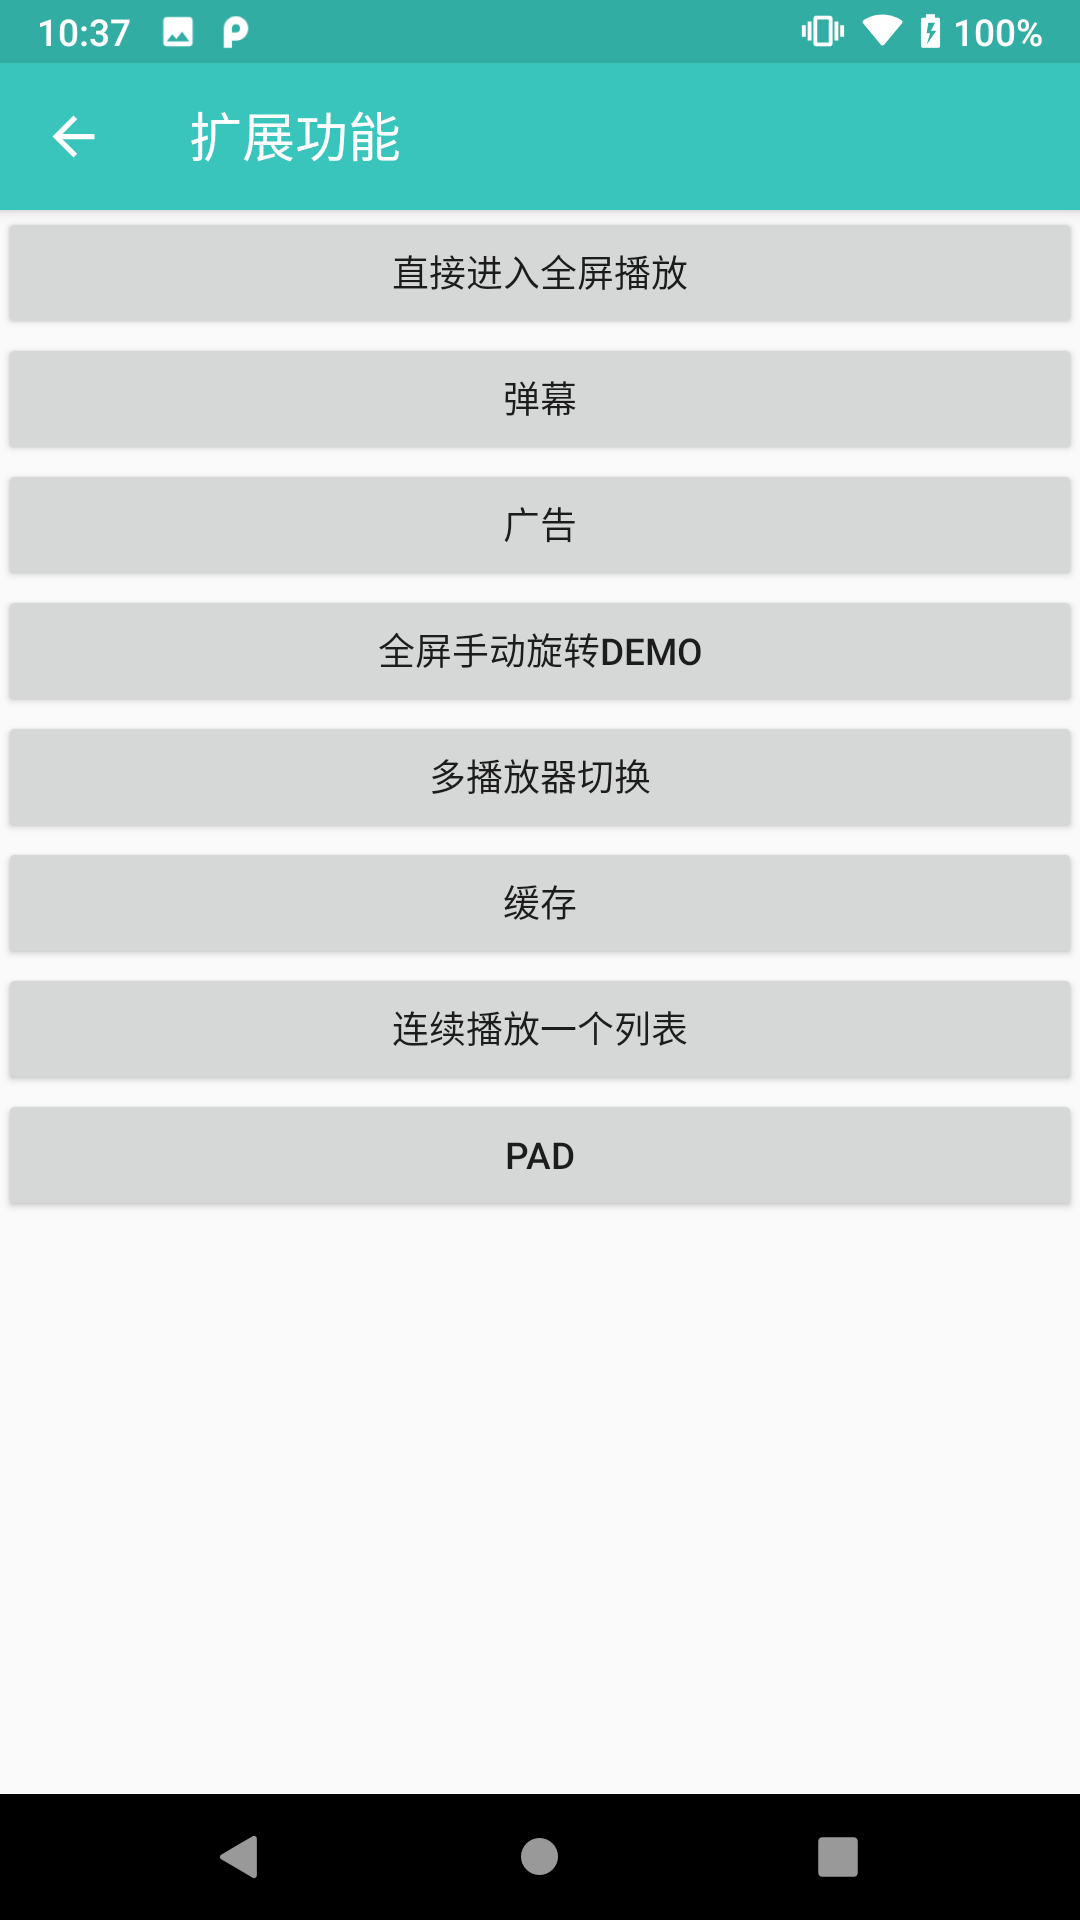 10:37
100%
扩展功能
直接进入全屏播放
弹幕
广告
全屏手动旋转DEMO
多播放器切换
缓存
连续播放一个列表
PAD